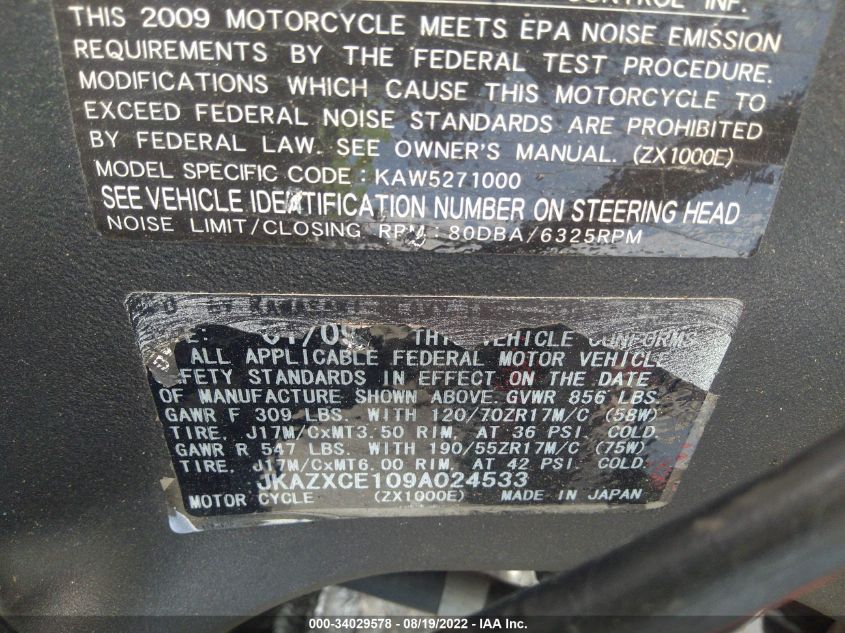 CONTROL INF.
THIS 2009 MOTORCYCLE MEETS EPA NOISE EMISSION
REQUIREMENTS BY THE FEDERAL TEST PROCEDURE.
MODIFICATIONS WHICH CAUSE THIS MOTORCYCLE TO
EXCEED FEDERAL NOISE STANDARDS ARE PROHIBITED
BY FEDERAL LAW. SEE OWNER'S MANUAL. (ZX1000E)
MODEL SPECIFIC CODE : KAW5271000
SEE VEHICLE IDENTIFICATION NUMBER ON STEERING HEAD
NOISE LIMIT/CLOSING RPM : 80DBA/6325RPM
01/09 VEHICLE CONFORMS
ALL APPLICABLE FEDERAL MOTOR VEHICLE
STANDARDS IN EFFECT ON THE DATE
OF MANUFACTURE SHOWN ABOVE. GVWR 856 LBS.
GAWR F 309 LBS. WITH 120/70ZR17M/C (58W)
TIRE, J17M/CxMT3.50 RIM, AT 36 PSI. COLD.
GAWR R 547 LBS. WITH 190/55ZR17M/C (75W)
TIRE, J17M/CxMT6.00 RIM, AT 42 PSI. COLD.
JKAZXCE109A024533
MOTOR CYCLE (ZX1000E) MADE IN JAPAN
000-34029578 - 08/19/2022 - IAA Inc.